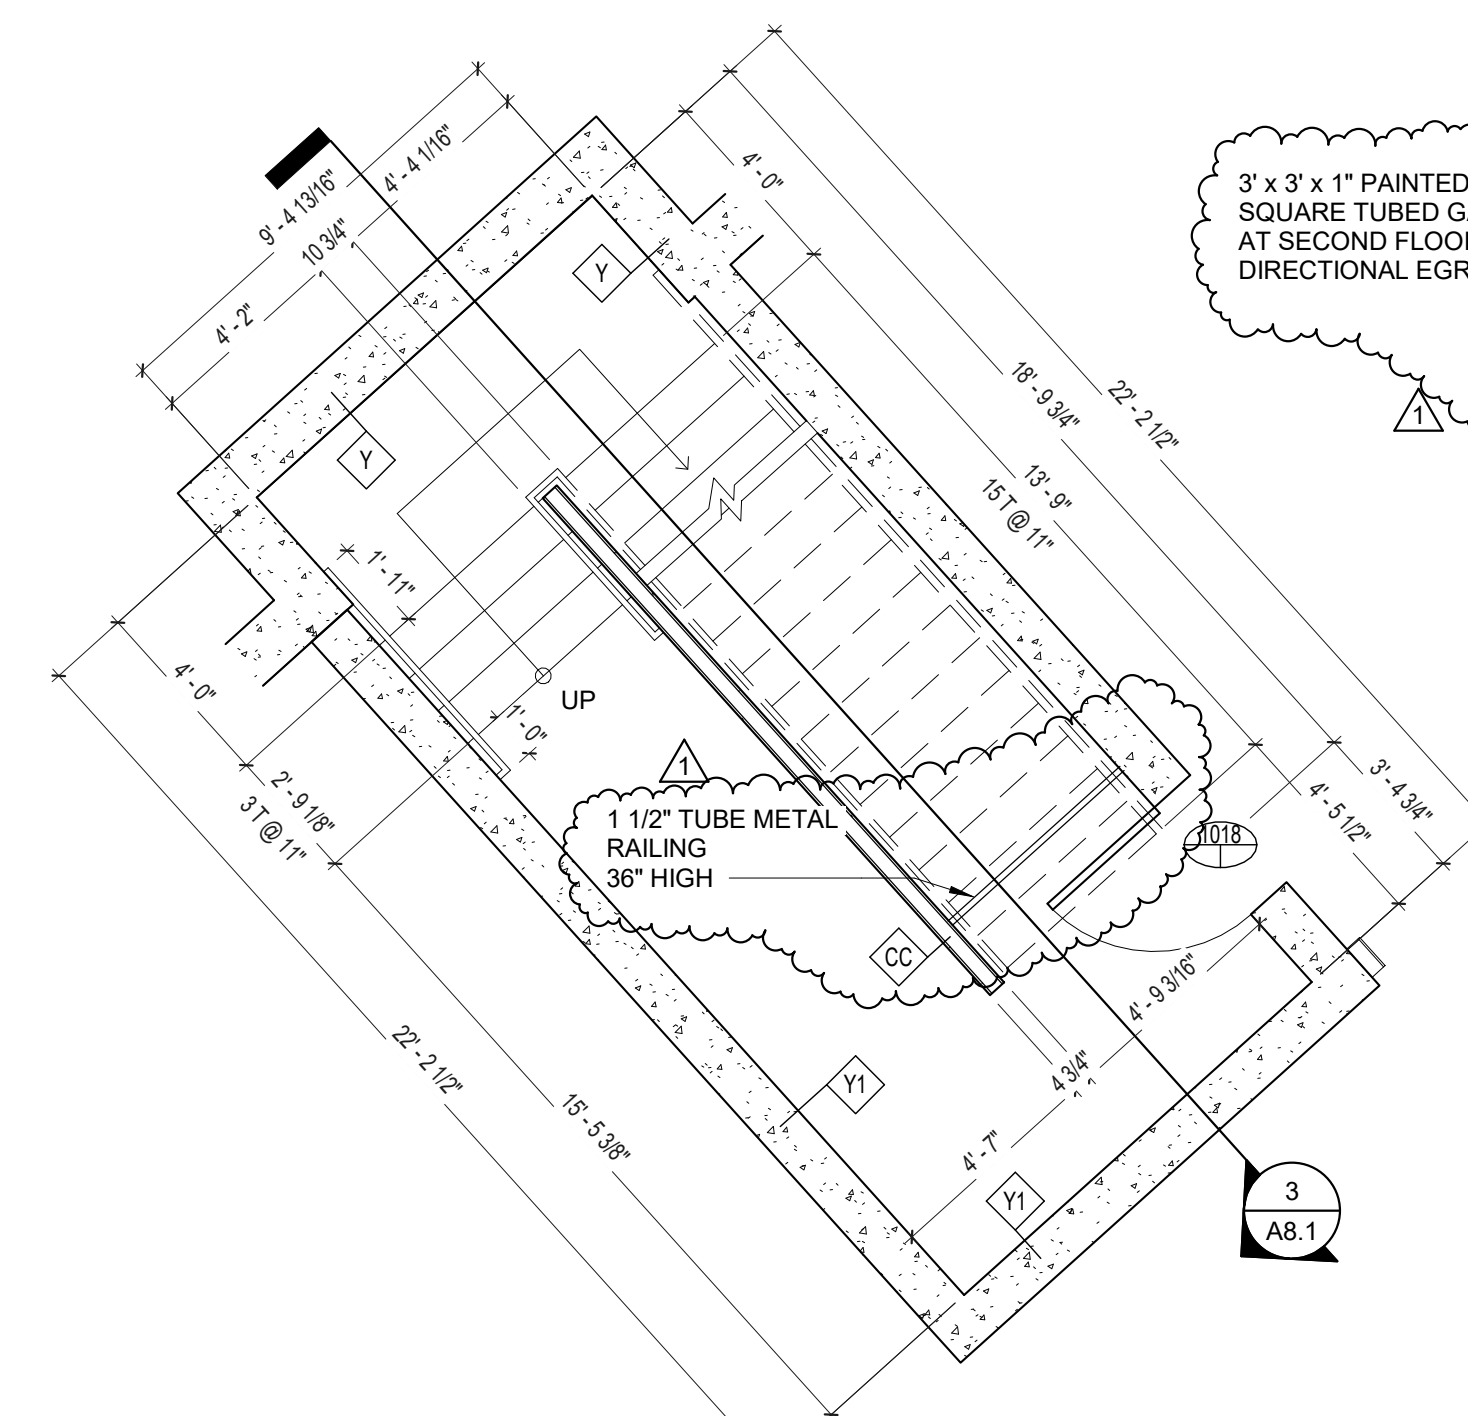 9' - 4 13/16"
4' - 4 1/16"
10 3/4"
4' - 2"
4' - 0"
3' x 3' x 1" PAINTED
SQUARE TUBED
AT SECOND
DIRECTIONAL
1
Y
Y
18' - 9 3/4"
22' - 2 1/2"
13' - 9"
15 T @ 11"
1' - 11"
4' - 0"
UP
1' - 0"
2' - 9 1/8"
3 T @ 11"
1
1 1/2" TUBE METAL
RAILING
36" HIGH
1018
3' - 4 3/4"
4' - 5 1/2"
CC
4' - 9 3/16"
4 3/4"
22' - 2 1/2"
15' - 5 3/8"
Y1
4' - 7"
Y1
3
A8.1